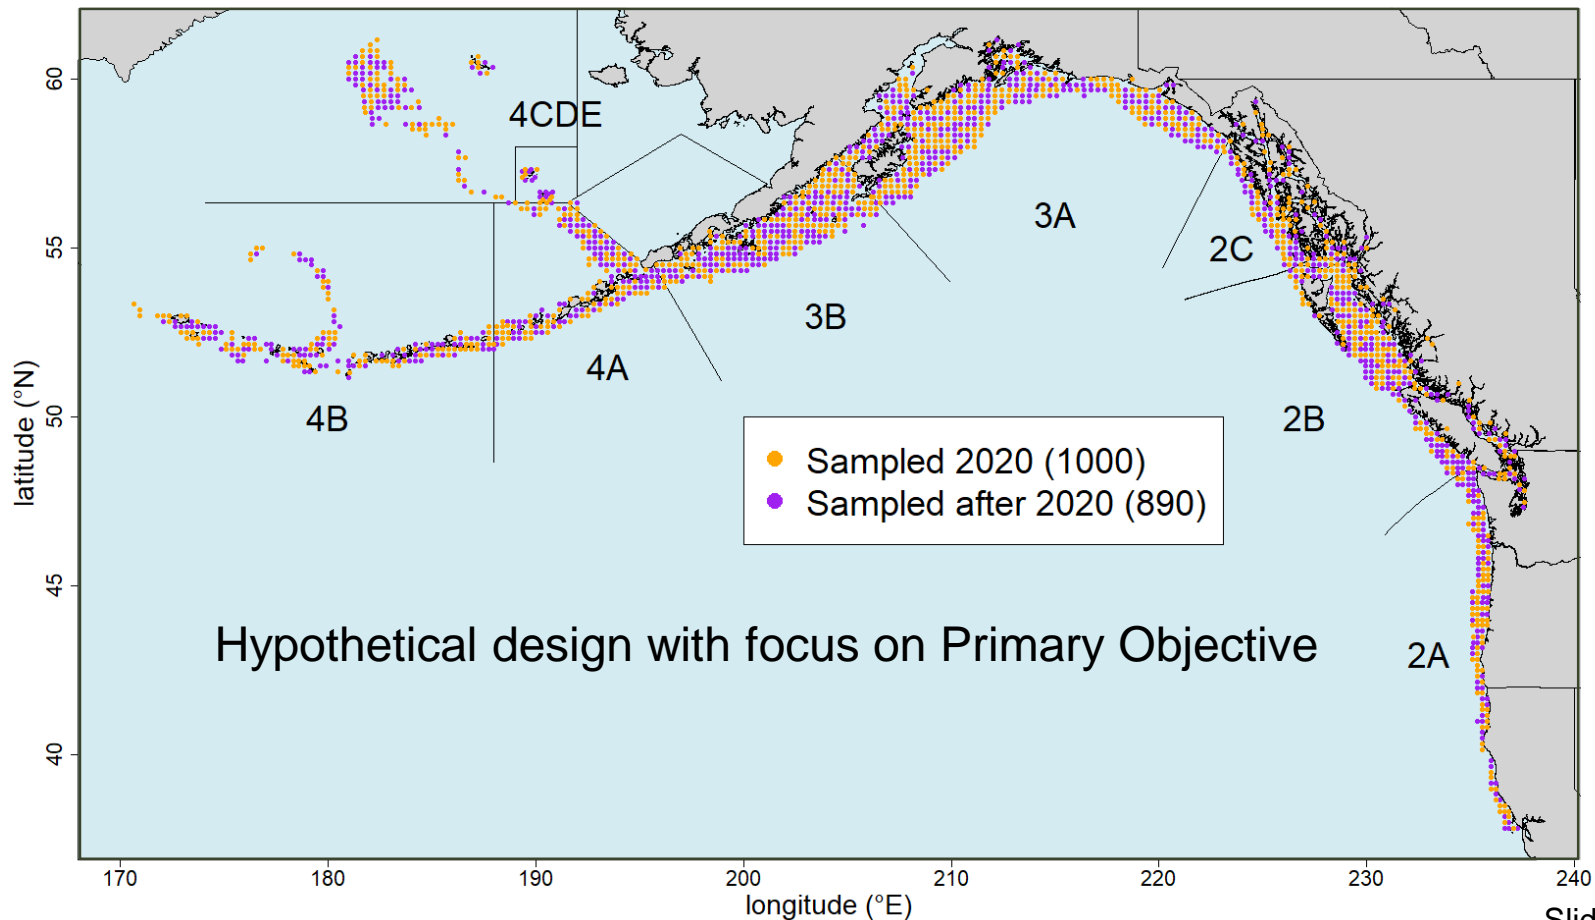 4CDE
3A
2C
3B
4A
4B
2B
Sampled 2020 (1000)
Sampled after 2020 (890)
Hypothetical design with focus on Primary Objective
2A
latitude (°N)
60
55
50
45
40
170 180 190 200 210 220 230 240
longitude (°E)
Slid